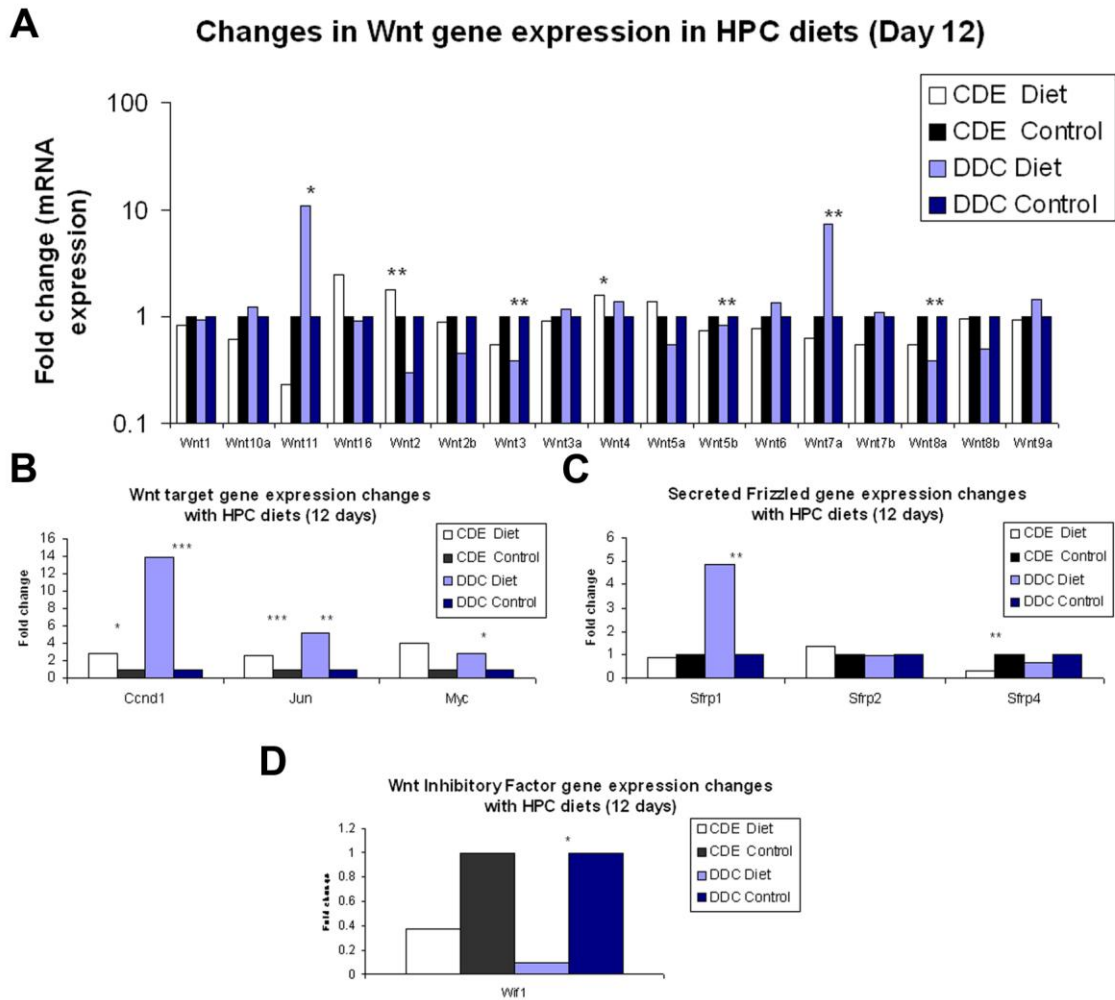 A
Changes in Wnt gene expression in HPC diets (Day 12)
Fold change (mRNA
expression)
100
10
1
0.1
CDE Diet
CDE Control
DDC Diet
DDC Control
*
**
**
*
**
**
**
Wnt1 Wnt10a Wnt11 Wnt16 Wnt2 Wnt2b Wnt3 Wnt3a Wnt4 Wnt5a Wnt5b Wnt6 Wnt7a Wnt7b Wnt8a Wnt8b Wnt9a
B
Wnt target gene expression changes
with HPC diets (12 days)
Fold change
16
14
12
10
8
6
4
2
0
CDE Diet
CDE Control
DDC Diet
DDC Control
*
***
***
**
*
Ccnd1 Jun Myc
C
Secreted Frizzled gene expression changes
with HPC diets (12 days)
Fold change
6
5
4
3
2
1
0
CDE Diet
CDE Control
DDC Diet
DDC Control
**
**
Sfrp1 Sfrp2 Sfrp4
D
Wnt Inhibitory Factor gene expression changes
with HPC diets (12 days)
Fold change
1.2
1
0.8
0.6
0.4
0.2
0
CDE Diet
CDE Control
DDC Diet
DDC Control
*
Wif1